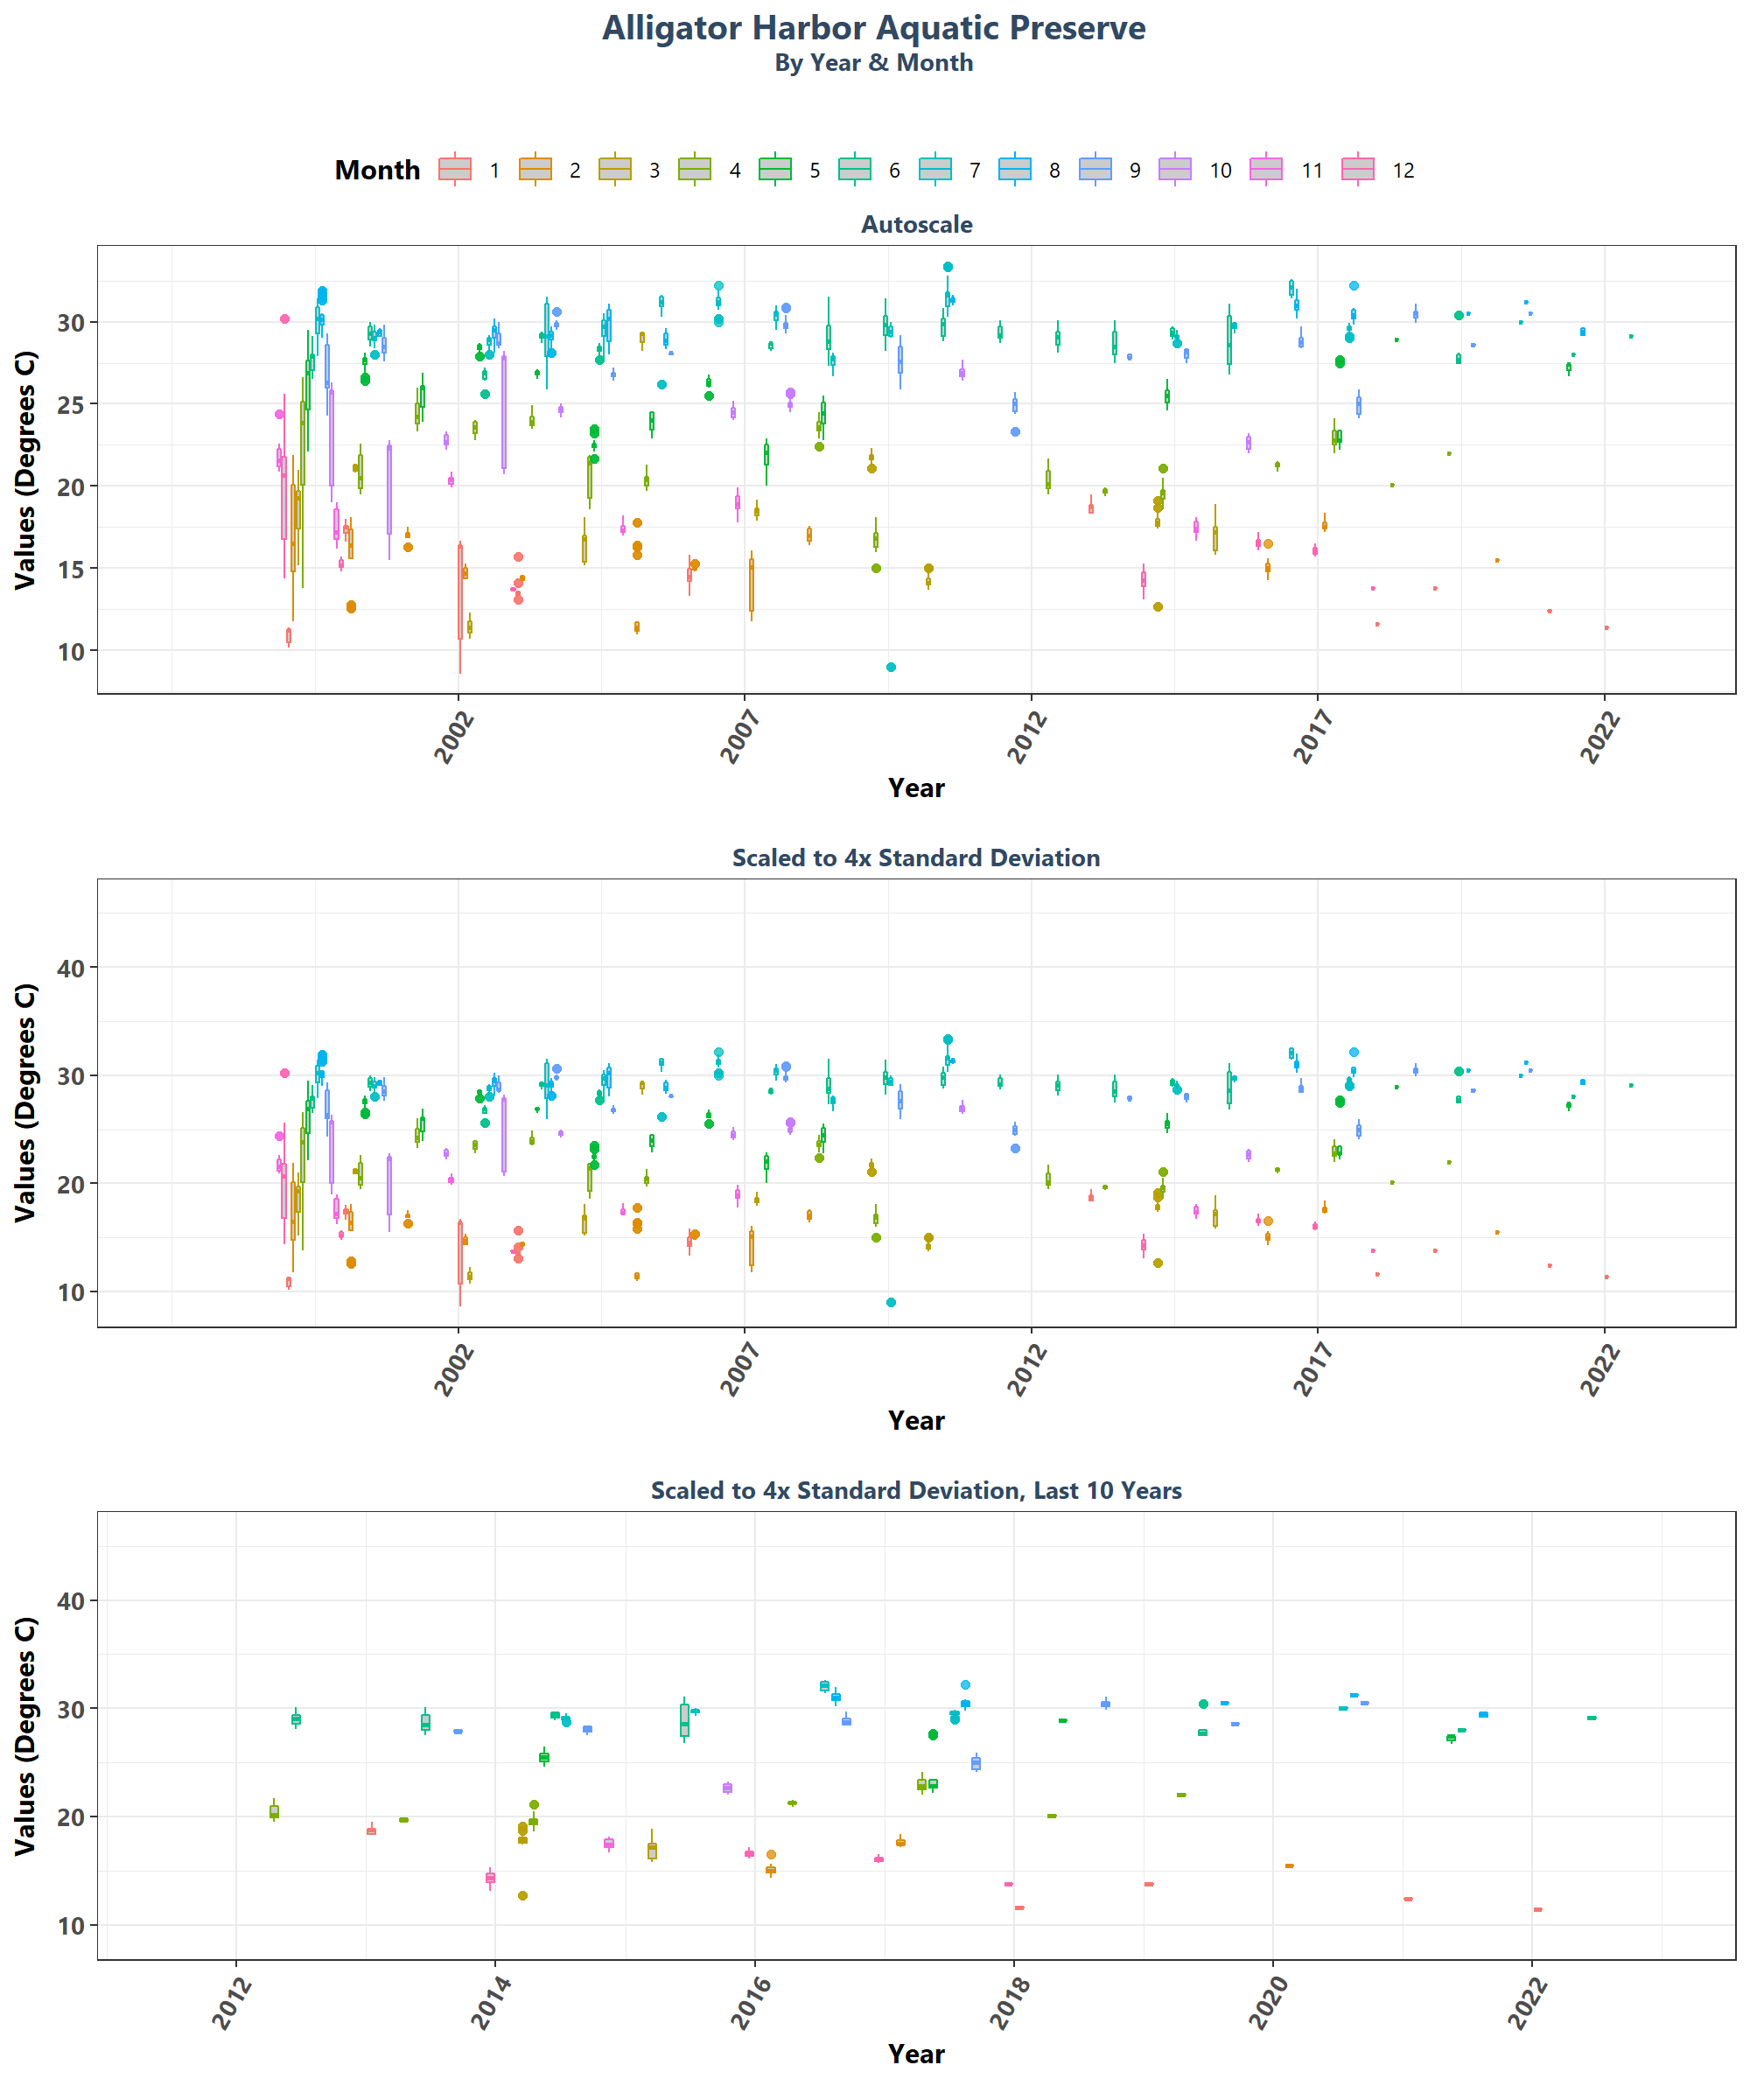 Alligator Harbor Aquatic Preserve
By Year & Month
Month 1 2 3 4 5 6 7 8 9 10 11 12
Autoscale
Values (Degrees C)
30
25
20
15
10
2002 2007 2012 2017 2022
Year
Scaled to 4x Standard Deviation
Values (Degrees C)
40
30
20
10
2002 2007 2012 2017 2022
Year
Scaled to 4x Standard Deviation, Last 10 Years
Values (Degrees C)
40
30
20
10
2012 2014 2016 2018 2020 2022
Year